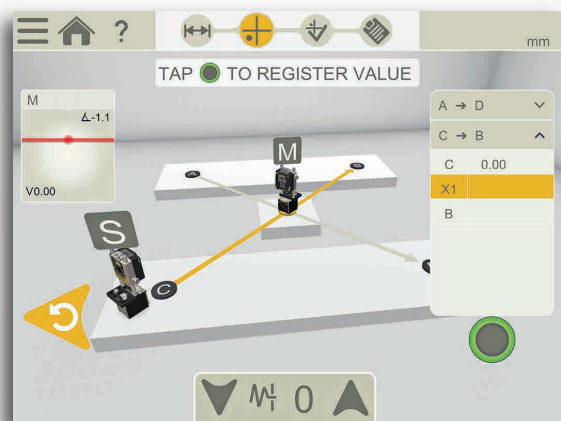 ?
mm
TAP TO REGISTER VALUE
M
∡-1.1
V0.00
A → D
C → B
C 0.00
X1
B
M
S
A
B
C
0